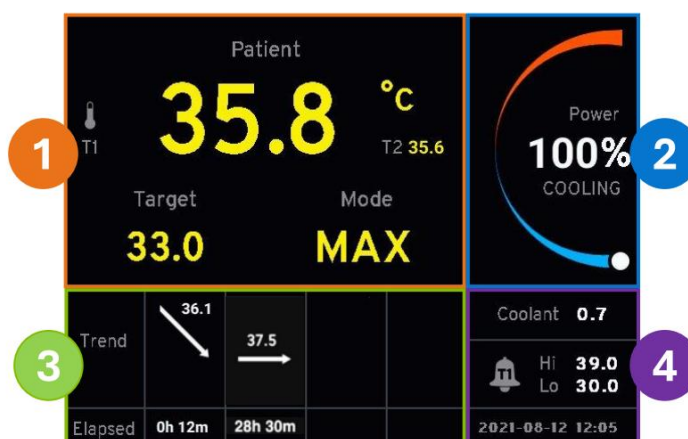 Patient
35.8 °C
T1
T2 35.6
Target
Mode
33.0
MAX
1
Power
100%
COOLING
2
Trend
36.1
37.5
Elapsed
0h 12m
28h 30m
3
Coolant 0.7
T1
Hi 39.0
Lo 30.0
2021-08-12 12:05
4